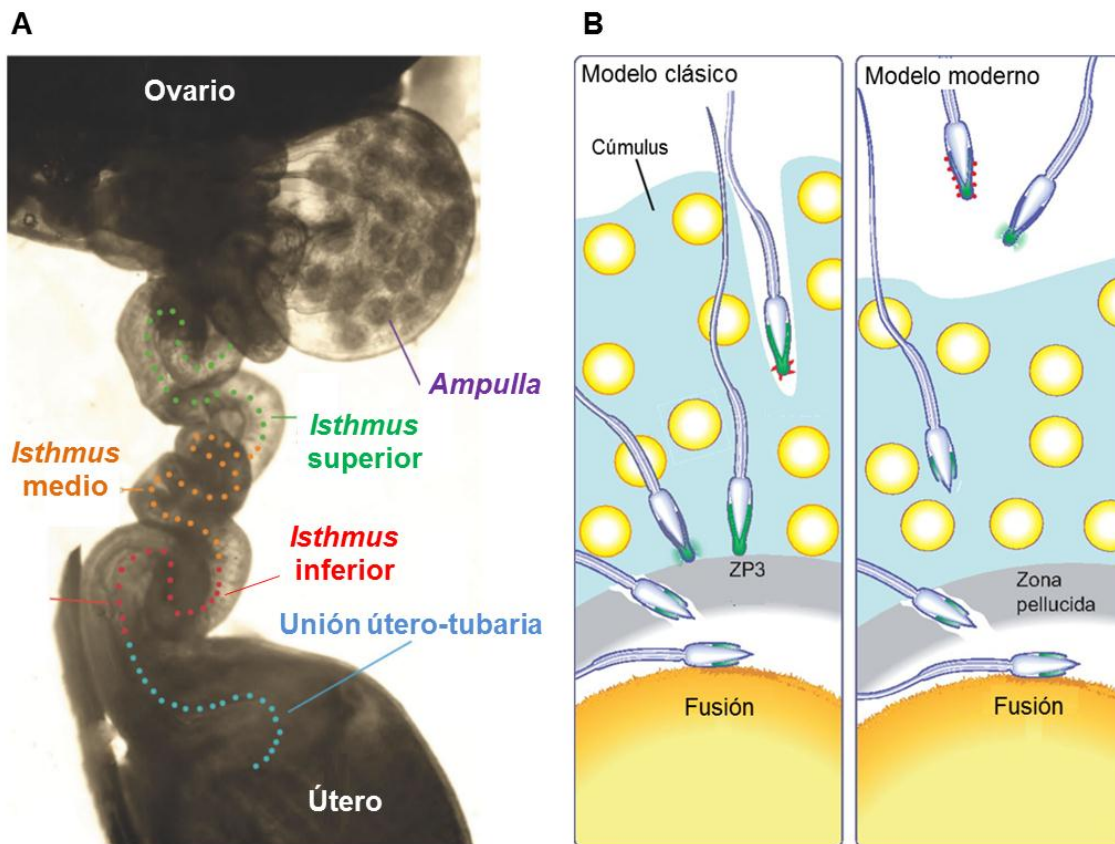 A
Ovario
Ampulla
Isthmus
superior
Isthmus
medio
Isthmus
inferior
Unión útero-tubaria
Útero
B
Modelo clásico
Cúmulus
ZP3
Fusión
Modelo moderno
Zona
pellucida
Fusión